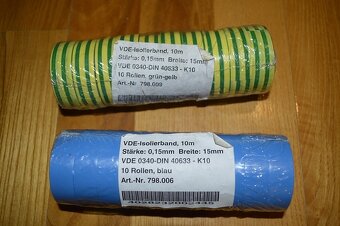 VDE-Isolierband, 10m
Stärke: 0,15mm Breite: 15mm
VDE 0340-DIN 40633 - K10
10 Rollen, grün-gelb
Art.-Nr 798.099
VDE-Isolierband, 10m
Stärke: 0,15mm Breite: 15mm
VDE 0340-DIN 40633 - K10
10 Rollen, blau
Art.-Nr. 798.006